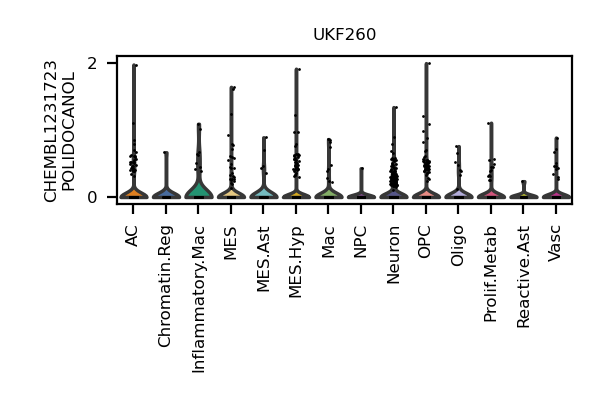 UKF260
CHEMBL1231723
POLIDOCANOL
2
0
AC
Chromatin.Reg
Inflammatory.Mac
MES
MES.Ast
MES.Hyp
Mac
NPC
Neuron
OPC
Oligo
Prolif.Metab
Reactive.Ast
Vasc